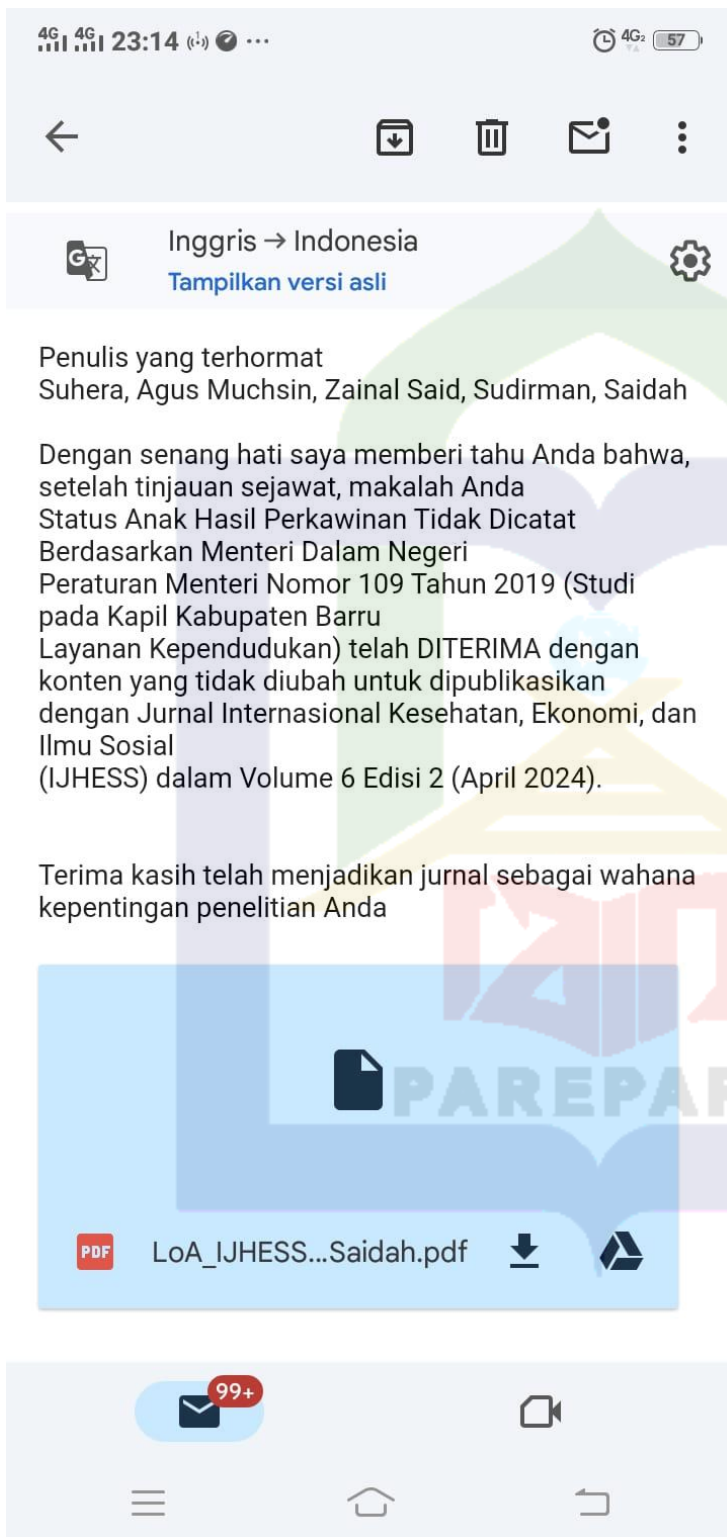 4G 4G 23:14 ... 4G2 57
Inggris → Indonesia
Tampilkan versi asli
Penulis yang terhormat
Suhera, Agus Muchsin, Zainal Said, Sudirman, Saidah
Dengan senang hati saya memberi tahu Anda bahwa,
setelah tinjauan sejawat, makalah Anda
Status Anak Hasil Perkawinan Tidak Dicatat
Berdasarkan Menteri Dalam Negeri
Peraturan Menteri Nomor 109 Tahun 2019 (Studi
pada Kapil Kabupaten Barru
Layanan Kependudukan) telah DITERIMA dengan
konten yang tidak diubah untuk dipublikasikan
dengan Jurnal Internasional Kesehatan, Ekonomi, dan
Ilmu Sosial
(IJHESS) dalam Volume 6 Edisi 2 (April 2024).
Terima kasih telah menjadikan jurnal sebagai wahana
kepentingan penelitian Anda
PAREPAR
PDF LoA_IJHESS...Saidah.pdf
99+